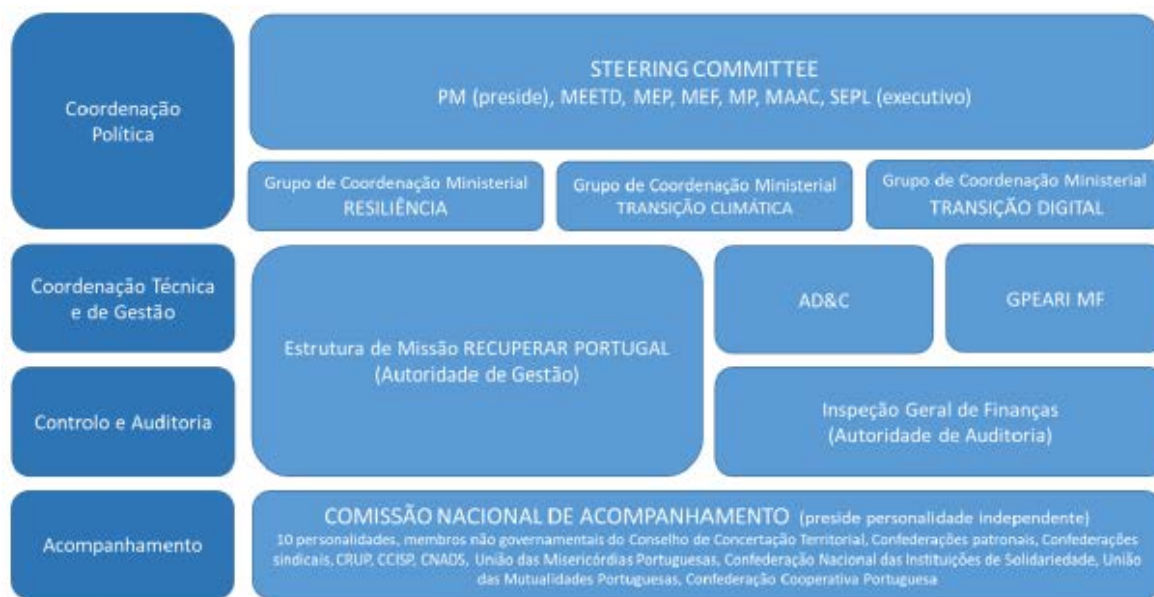 Coordenação
Política
STEERING COMMITTEE
PM (preside), MEETD, MEP, MEF, MP, MAAC, SEPL (executivo)
Grupo de Coordenação Ministerial
RESILIÊNCIA
Grupo de Coordenação Ministerial
TRANSIÇÃO CLIMÁTICA
Grupo de Coordenação Ministerial
TRANSIÇÃO DIGITAL
Coordenação Técnica
e de Gestão
Estrutura de Missão RECUPERAR PORTUGAL
(Autoridade de Gestão)
AD&C
GPEARI MF
Controlo e Auditoria
Inspeção Geral de Finanças
(Autoridade de Auditoria)
Acompanhamento
COMISSÃO NACIONAL DE ACOMPANHAMENTO (preside personalidade independente)
10 personalidades, membros não governamentais do Conselho de Concertação Territorial, Confederações patronais, Confederações
sindicais, CRUP, CCISP, CNADS, União das Misericórdias Portuguesas, Confederação Nacional das Instituições de Solidariedade, União
das Mutualidades Portuguesas, Confederação Cooperativa Portuguesa